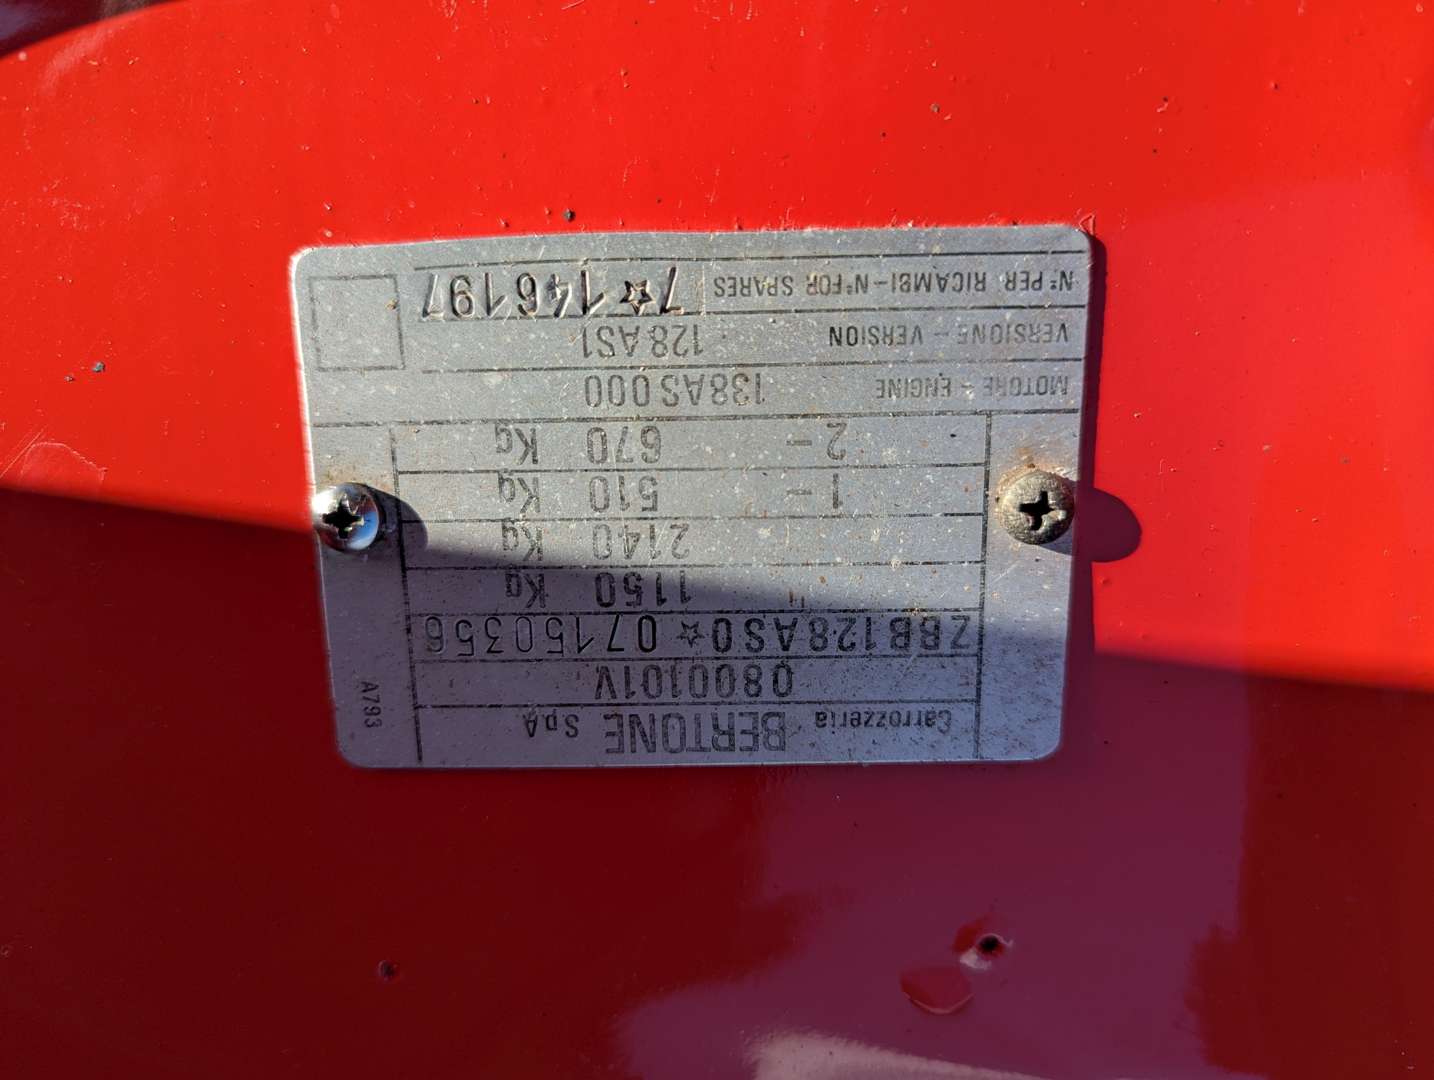 Carrozzeria BERTONE SpA
0800101V
ZBB128AS0☆07150356
1150 Kg
2140 Kg
1– 510 Kg
2– 670 Kg
MOTORE – ENGINE 138AS000
VERSIONE – VERSION 128AS1
N° PER RICAMBI – N° FOR SPARES 7☆146197
A793